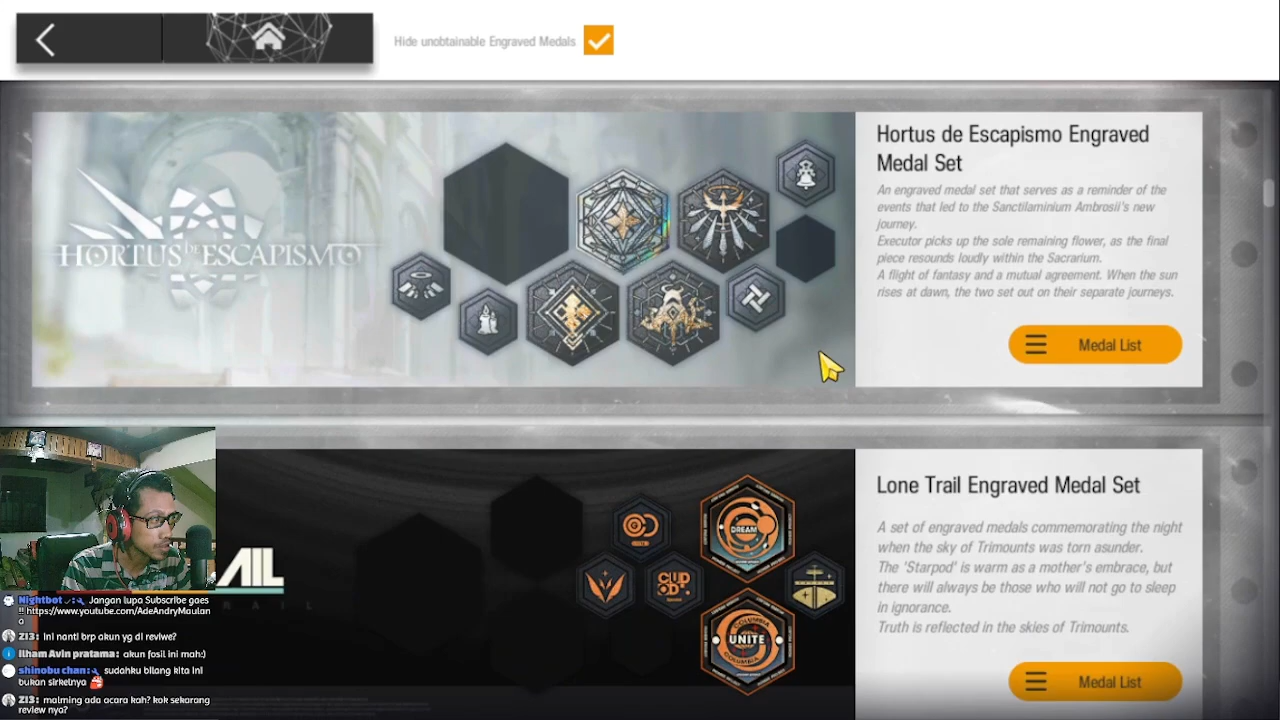 Hide unobtainable Engraved Medals
HORTUS DE ESCAPISMO
Hortus de Escapismo Engraved
Medal Set
An engraved medal set that serves as a reminder of the
events that led to the Sanctilaminium Ambrosii's new
journey.
Executor picks up the sole remaining flower, as the final
piece resounds loudly within the Sacrarium.
A flight of fantasy and a mutual agreement. When the sun
rises at dawn, the two set out on their separate journeys.
Medal List
AIL
R A I L
DREAM
CUP
OD.
COLUMBIA
UNITE
COLUMBIA
Lone Trail Engraved Medal Set
A set of engraved medals commemorating the night
when the sky of Trimounts was torn asunder.
The 'Starpod' is warm as a mother's embrace, but
there will always be those who will not go to sleep
in ignorance.
Truth is reflected in the skies of Trimounts.
Medal List
Nightbot : Jangan lupa Subscribe goes
!! https://www.youtube.com/AdeAndryMaulan
a
ZI3: ini nanti brp akun yg di reviwe?
Ilham Avin pratama: akun fosil ini mah:)
shinobu chan: sudahku bilang kita ini
bukan sirkelnya
ZI3: malming ada acara kah? kok sekarang
review nya?